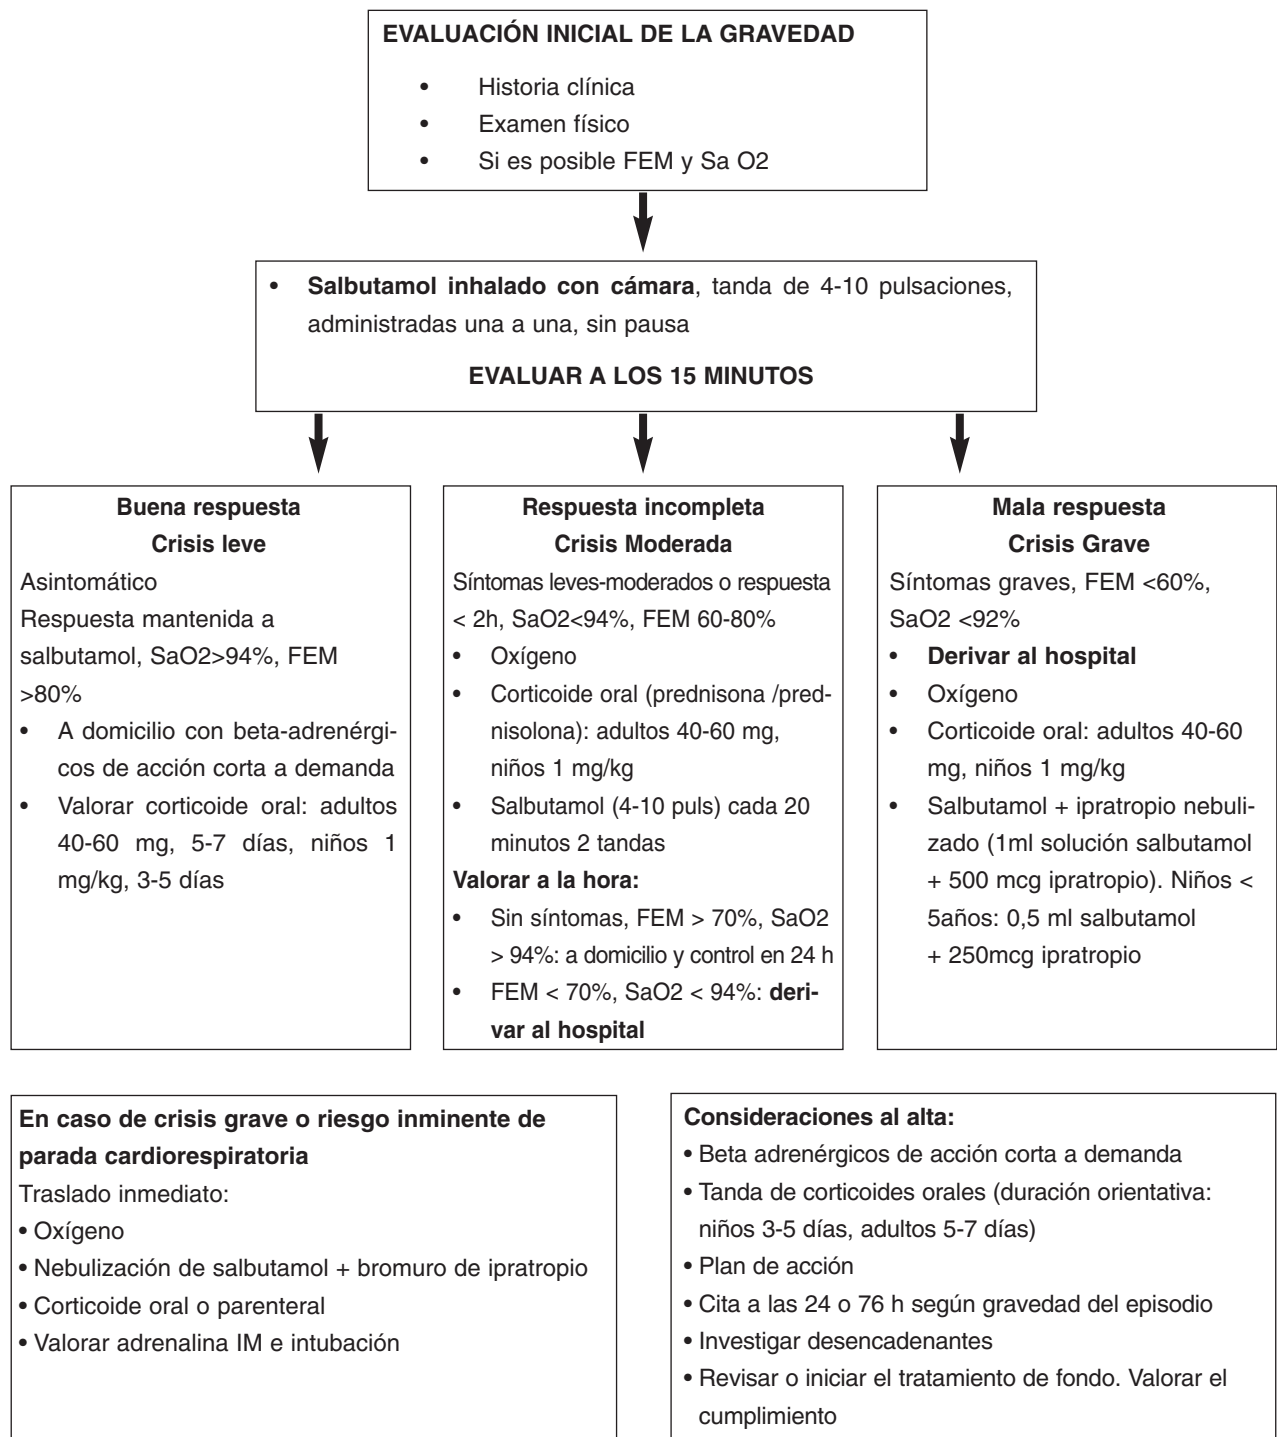 EVALUACIÓN INICIAL DE LA GRAVEDAD
• Historia clínica
• Examen físico
• Si es posible FEM y Sa O2
• Salbutamol inhalado con cámara, tanda de 4-10 pulsaciones,
administradas una a una, sin pausa
EVALUAR A LOS 15 MINUTOS
Buena respuesta
Crisis leve
Asintomático
Respuesta mantenida a
salbutamol, SaO2>94%, FEM
>80%
• A domicilio con beta-adrenérgi-
cos de acción corta a demanda
• Valorar corticoide oral: adultos
40-60 mg, 5-7 días, niños 1
mg/kg, 3-5 días
Respuesta incompleta
Crisis Moderada
Síntomas leves-moderados o respuesta
< 2h, SaO2<94%, FEM 60-80%
• Oxígeno
• Corticoide oral (prednisona /pred-
nisolona): adultos 40-60 mg,
niños 1 mg/kg
• Salbutamol (4-10 puls) cada 20
minutos 2 tandas
Valorar a la hora:
• Sin síntomas, FEM > 70%, SaO2
> 94%: a domicilio y control en 24 h
• FEM < 70%, SaO2 < 94%: deri-
var al hospital
Mala respuesta
Crisis Grave
Síntomas graves, FEM <60%,
SaO2 <92%
• Derivar al hospital
• Oxígeno
• Corticoide oral: adultos 40-60
mg, niños 1 mg/kg
• Salbutamol + ipratropio nebuli-
zado (1ml solución salbutamol
+ 500 mcg ipratropio). Niños <
5años: 0,5 ml salbutamol
+ 250mcg ipratropio
En caso de crisis grave o riesgo inminente de
parada cardiorespiratoria
Traslado inmediato:
• Oxígeno
• Nebulización de salbutamol + bromuro de ipratropio
• Corticoide oral o parenteral
• Valorar adrenalina IM e intubación
Consideraciones al alta:
• Beta adrenérgicos de acción corta a demanda
• Tanda de corticoides orales (duración orientativa:
niños 3-5 días, adultos 5-7 días)
• Plan de acción
• Cita a las 24 o 76 h según gravedad del episodio
• Investigar desencadenantes
• Revisar o iniciar el tratamiento de fondo. Valorar el
cumplimiento